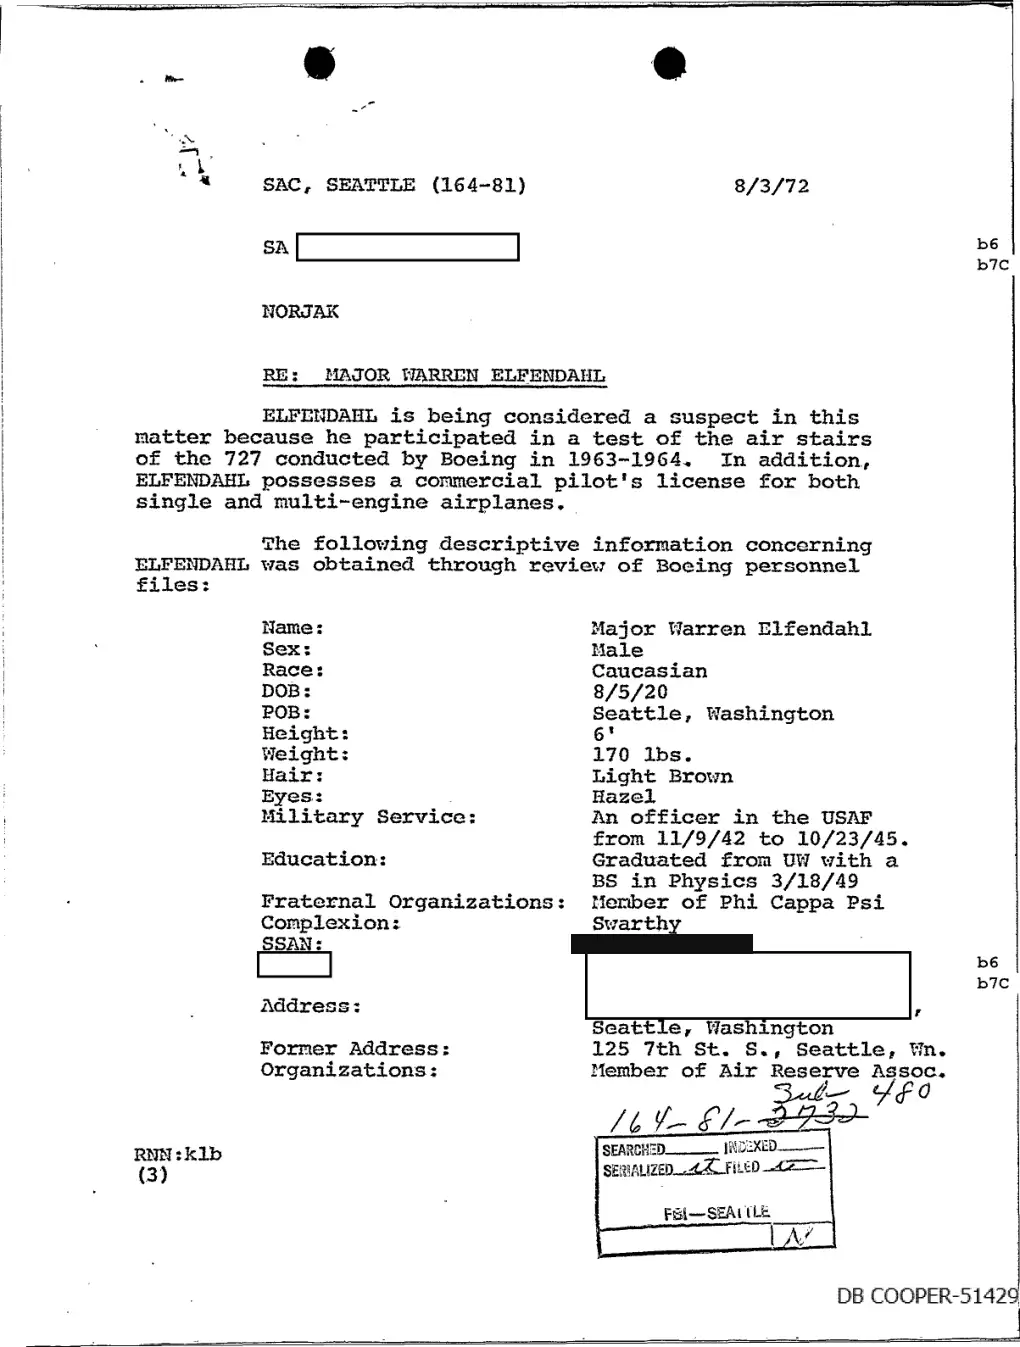 SAC, SEATTLE (164-81) 8/3/72
SA
b6
b7C
NORJAK
RE: MAJOR WARREN ELFENDAHL
ELFENDAHL is being considered a suspect in this
matter because he participated in a test of the air stairs
of the 727 conducted by Boeing in 1963-1964. In addition,
ELFENDAHL possesses a commercial pilot's license for both
single and multi-engine airplanes.
The following descriptive information concerning
ELFENDAHL was obtained through review of Boeing personnel
files:
Name: Major Warren Elfendahl
Sex: Male
Race: Caucasian
DOB: 8/5/20
POB: Seattle, Washington
Height: 6'
Weight: 170 lbs.
Hair: Light Brown
Eyes: Hazel
Military Service: An officer in the USAF
from 11/9/42 to 10/23/45.
Education: Graduated from UW with a
BS in Physics 3/18/49
Fraternal Organizations: Member of Phi Cappa Psi
Complexion: Swarthy
SSAN:
b6
b7C
Address: ,
Seattle, Washington
Former Address: 125 7th St. S., Seattle, Wn.
Organizations: Member of Air Reserve Assoc.
Sub- 480
164-81-3732
RNN:klb
(3)
SEARCHED INDEXED
SERIALIZED FILED
FBI—SEATTLE
DB COOPER-51429